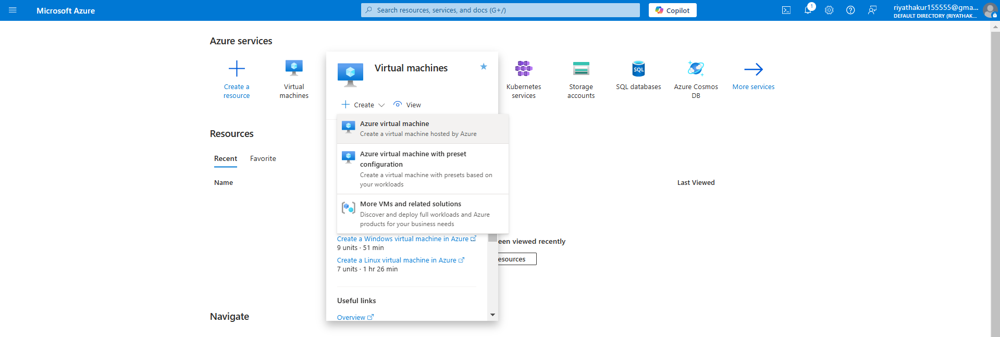 Microsoft Azure
Search resources, services, and docs (G+/)
Copilot
1
riyathakur155555@gma...
DEFAULT DIRECTORY (RIYATHAK...
Azure services
Create a
resource
Virtual
machines
Virtual machines
Create
View
Kubernetes
services
Storage
accounts
SQL
SQL databases
Azure Cosmos
DB
More services
Azure virtual machine
Create a virtual machine hosted by Azure
Azure virtual machine with preset
configuration
Create a virtual machine with presets based on
your workloads
More VMs and related solutions
Discover and deploy full workloads and Azure
products for your business needs
Create a Windows virtual machine in Azure
9 units · 51 min
Create a Linux virtual machine in Azure
7 units · 1 hr 26 min
Useful links
Overview
Resources
Recent
Favorite
Name
Last Viewed
een viewed recently
esources
Navigate